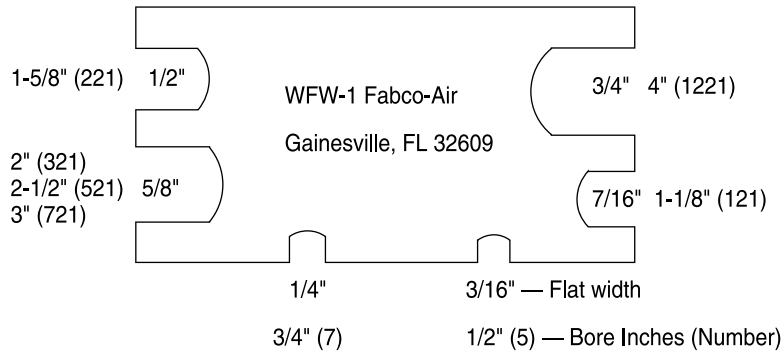 1-5/8" (221) 1/2"
WFW-1 Fabco-Air
3/4" 4" (1221)
Gainesville, FL 32609
2" (321)
2-1/2" (521) 5/8"
3" (721)
7/16" 1-1/8" (121)
1/4" 3/16" — Flat width
3/4" (7) 1/2" (5) — Bore Inches (Number)